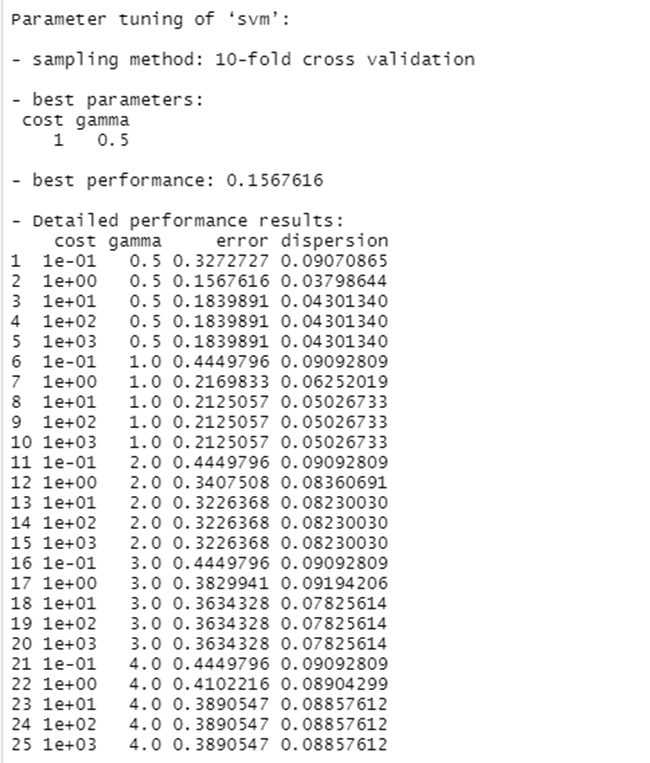 Parameter tuning of ‘svm’:
- sampling method: 10-fold cross validation
- best parameters:
cost gamma
1 0.5
- best performance: 0.1567616
- Detailed performance results:
cost gamma error dispersion
1 1e-01 0.5 0.3272727 0.09070865
2 1e+00 0.5 0.1567616 0.03798644
3 1e+01 0.5 0.1839891 0.04301340
4 1e+02 0.5 0.1839891 0.04301340
5 1e+03 0.5 0.1839891 0.04301340
6 1e-01 1.0 0.4449796 0.09092809
7 1e+00 1.0 0.2169833 0.06252019
8 1e+01 1.0 0.2125057 0.05026733
9 1e+02 1.0 0.2125057 0.05026733
10 1e+03 1.0 0.2125057 0.05026733
11 1e-01 2.0 0.4449796 0.09092809
12 1e+00 2.0 0.3407508 0.08360691
13 1e+01 2.0 0.3226368 0.08230030
14 1e+02 2.0 0.3226368 0.08230030
15 1e+03 2.0 0.3226368 0.08230030
16 1e-01 3.0 0.4449796 0.09092809
17 1e+00 3.0 0.3829941 0.09194206
18 1e+01 3.0 0.3634328 0.07825614
19 1e+02 3.0 0.3634328 0.07825614
20 1e+03 3.0 0.3634328 0.07825614
21 1e-01 4.0 0.4449796 0.09092809
22 1e+00 4.0 0.4102216 0.08904299
23 1e+01 4.0 0.3890547 0.08857612
24 1e+02 4.0 0.3890547 0.08857612
25 1e+03 4.0 0.3890547 0.08857612